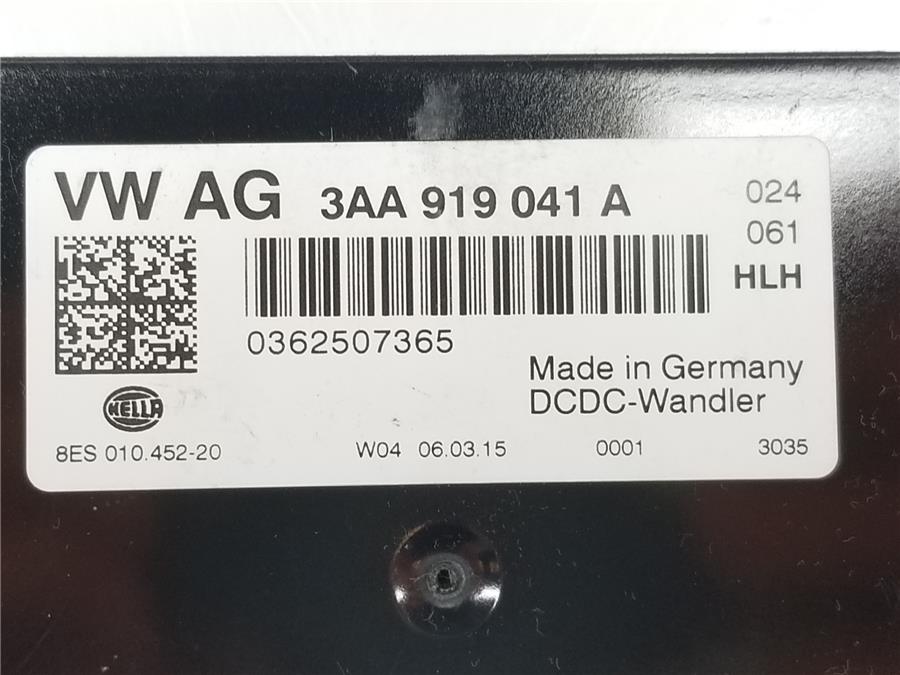 VW AG 3AA 919 041 A 024
061
HLH
0362507365
Made in Germany
DCDC-Wandler
HELLA
8ES 010.452-20 W04 06.03.15 0001 3035